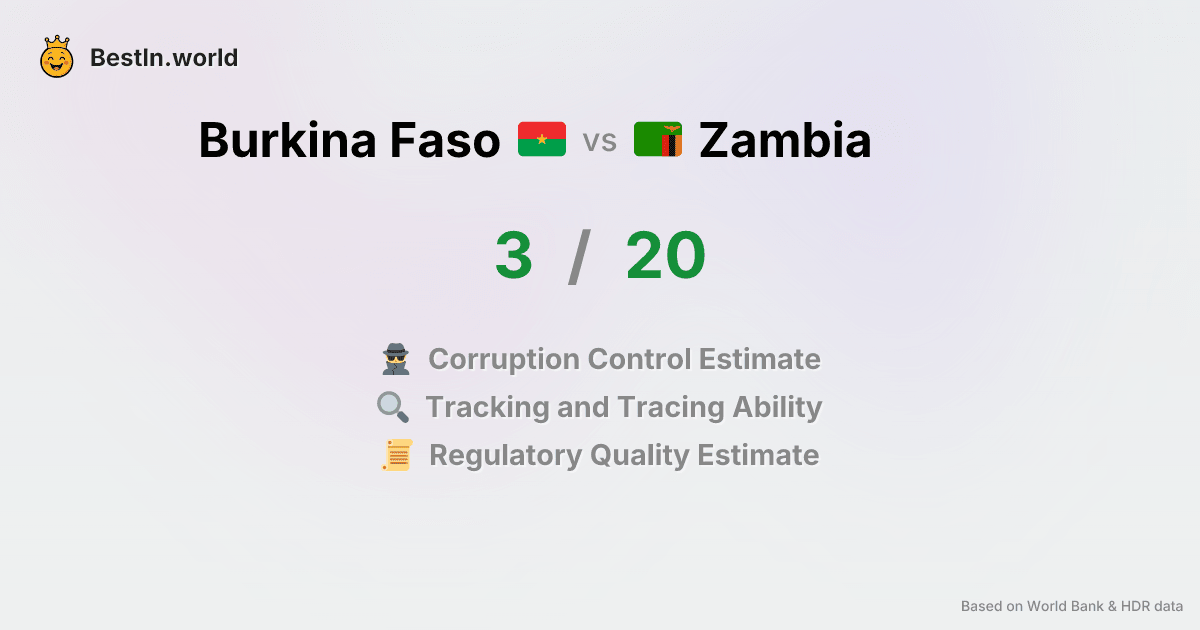 BestIn.world
Burkina Faso vs Zambia
3 / 20
Corruption Control Estimate
Tracking and Tracing Ability
Regulatory Quality Estimate
Based on World Bank & HDR data